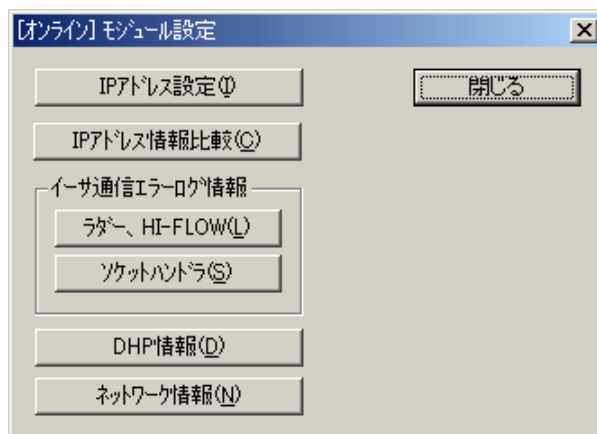 [オンライン] モジュール設定
IPアドレス設定(I)
閉じる
IPアドレス情報比較(C)
イーサ通信エラーログ情報
ラダー、HI-FLOW(L)
ソケットハンドラ(S)
DHP情報(D)
ネットワーク情報(N)